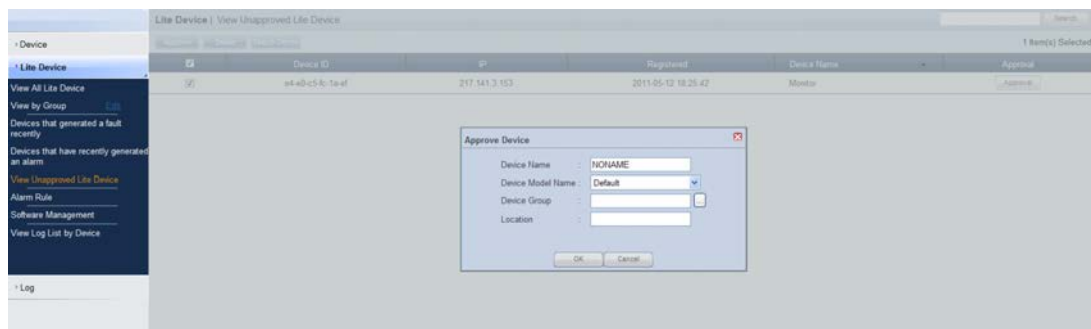 Lite Device | View Unapproved Lite Device
Search
Device
1 Item(s) Selected
Lite Device
Device ID IP Registered Device Name Approval
View All Lite Device
e4-e0-c5-fc-1e-ef 217.141.3.153 2011-05-12 18:25:47 Monitor Approve
View by Group Edit
Devices that generated a fault
recently
Devices that have recently generated
an alarm
View Unapproved Lite Device
Alarm Rule
Software Management
View Log List by Device
Log
Approve Device
Device Name : NONAME
Device Model Name : Default
Device Group : ...
Location :
OK Cancel